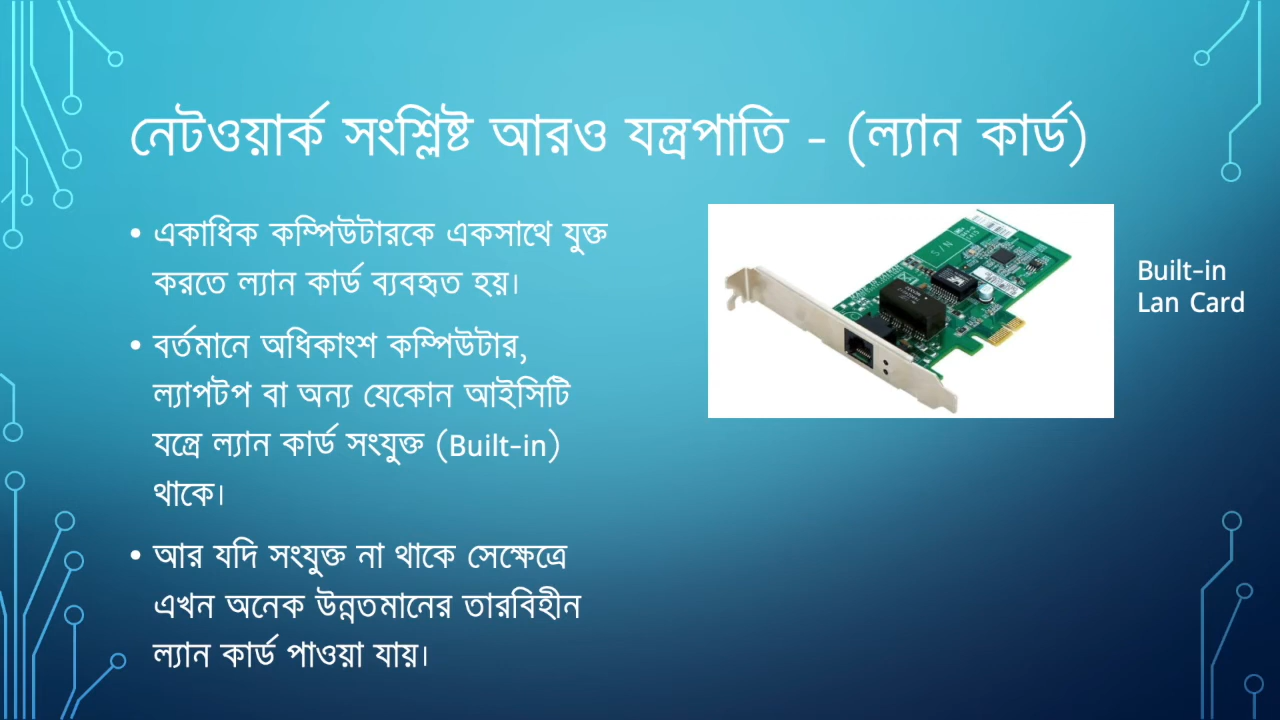 নেটওয়ার্ক সংশ্লিষ্ট আরও যন্ত্রপাতি - (ল্যান কার্ড)
• একাধিক কম্পিউটারকে একসাথে যুক্ত
করতে ল্যান কার্ড ব্যবহৃত হয়।
• বর্তমানে অধিকাংশ কম্পিউটার,
ল্যাপটপ বা অন্য যেকোন আইসিটি
যন্ত্রে ল্যান কার্ড সংযুক্ত (Built-in)
থাকে।
• আর যদি সংযুক্ত না থাকে সেক্ষেত্রে
এখন অনেক উন্নতমানের তারবিহীন
ল্যান কার্ড পাওয়া যায়।
S/N
Built-in
Lan Card